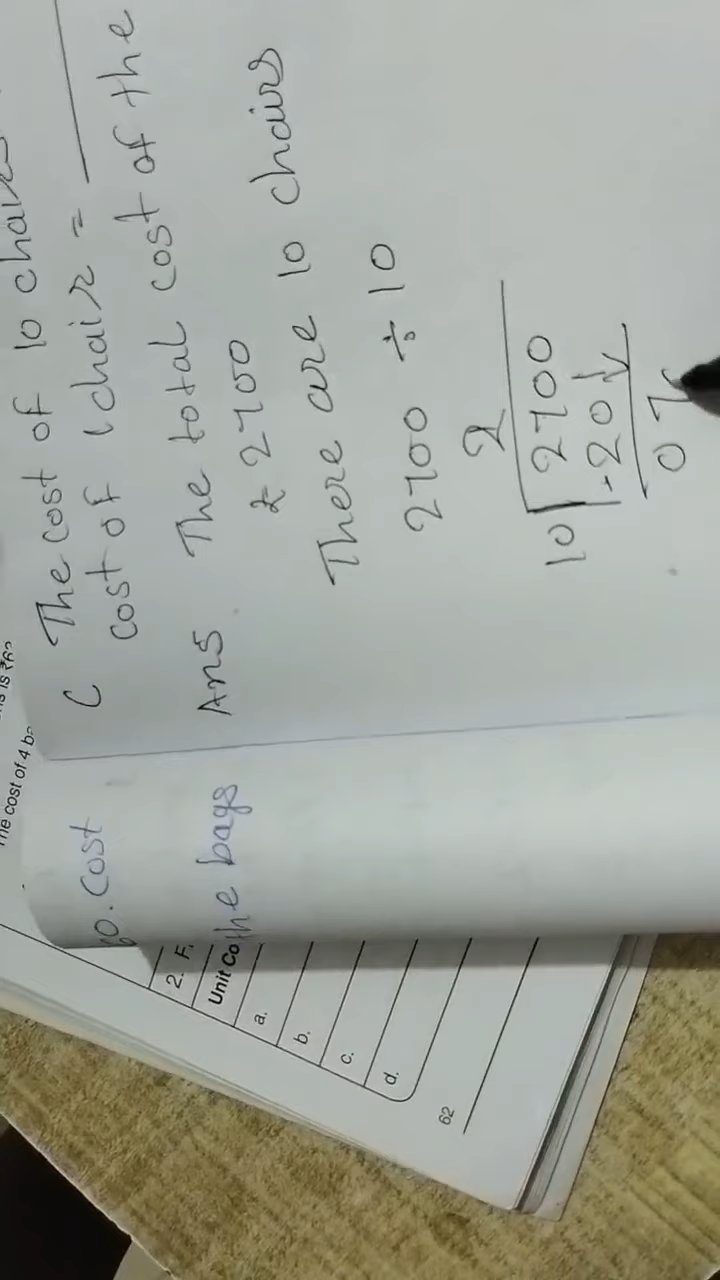 C The cost of 10 chairs
cost of 1 chair =
Ans The total cost of the
₹ 2700
There are 10 chairs
2700 ÷ 10
2
10 2700
-20↓
07
The cost of 4
is ₹6
cost
the bags
2. F
Unit Co
a.
b.
c.
d.
62